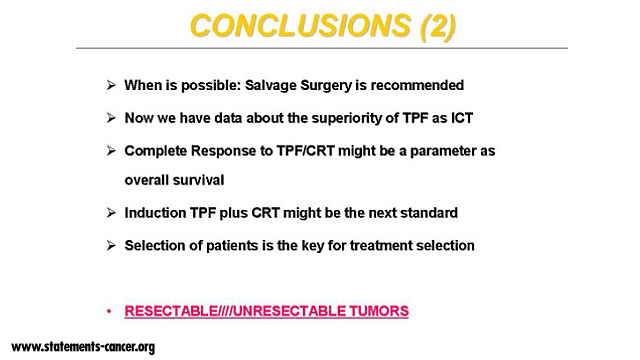 CONCLUSIONS (2)
➢ When is possible: Salvage Surgery is recommended
➢ Now we have data about the superiority of TPF as ICT
➢ Complete Response to TPF/CRT might be a parameter as
overall survival
➢ Induction TPF plus CRT might be the next standard
➢ Selection of patients is the key for treatment selection
• RESECTABLE////UNRESECTABLE TUMORS
www.statements-cancer.org